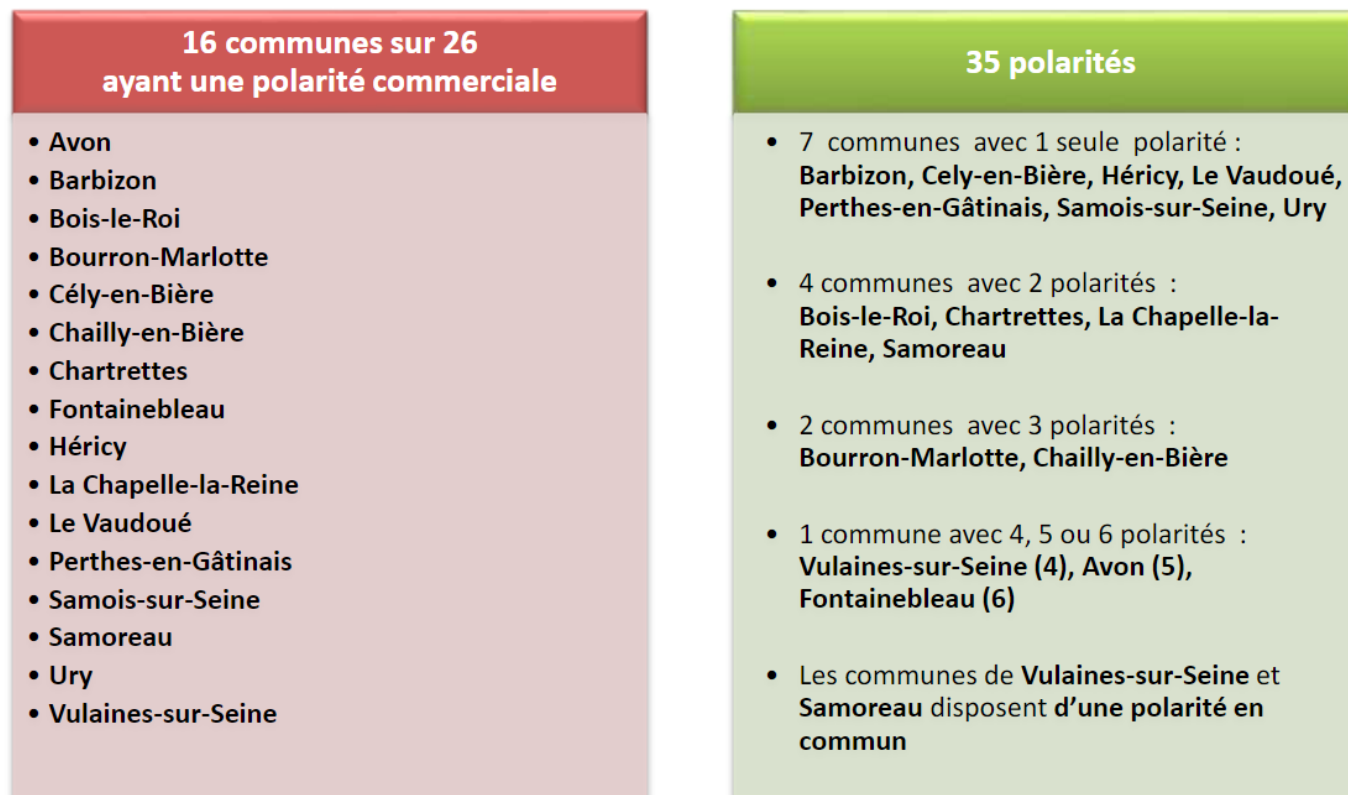 16 communes sur 26
ayant une polarité commerciale
• Avon
• Barbizon
• Bois-le-Roi
• Bourron-Marlotte
• Cély-en-Bière
• Chailly-en-Bière
• Chartrettes
• Fontainebleau
• Héricy
• La Chapelle-la-Reine
• Le Vaudoué
• Perthes-en-Gâtinais
• Samois-sur-Seine
• Samoreau
• Ury
• Vulaines-sur-Seine
35 polarités
• 7 communes avec 1 seule polarité :
Barbizon, Cely-en-Bière, Héricy, Le Vaudoué,
Perthes-en-Gâtinais, Samois-sur-Seine, Ury
• 4 communes avec 2 polarités :
Bois-le-Roi, Chartrettes, La Chapelle-la-
Reine, Samoreau
• 2 communes avec 3 polarités :
Bourron-Marlotte, Chailly-en-Bière
• 1 commune avec 4, 5 ou 6 polarités :
Vulaines-sur-Seine (4), Avon (5),
Fontainebleau (6)
• Les communes de Vulaines-sur-Seine et
Samoreau disposent d’une polarité en
commun